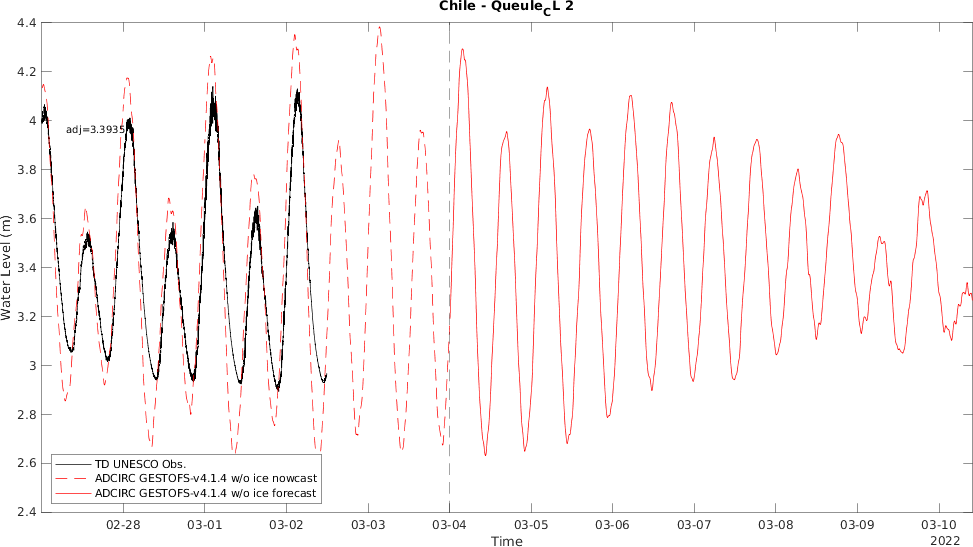 Chile - Queule_CL 2
Water Level (m)
4.4
4.2
4
3.8
3.6
3.4
3.2
3
2.8
2.6
2.4
adj=3.3935
TD UNESCO Obs.
ADCIRC GESTOFS-v4.1.4 w/o ice nowcast
ADCIRC GESTOFS-v4.1.4 w/o ice forecast
02-28 03-01 03-02 03-03 03-04 03-05 03-06 03-07 03-08 03-09 03-10
Time
2022